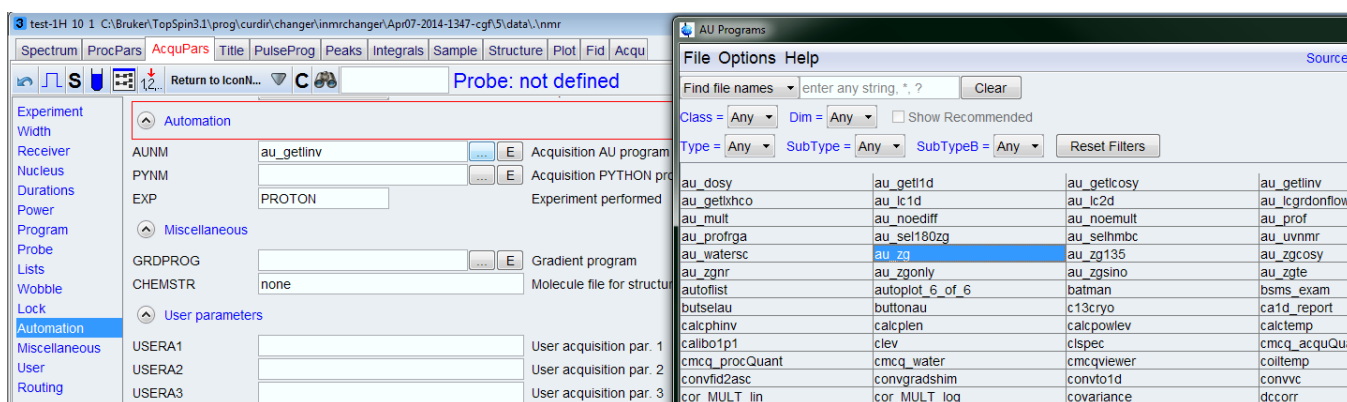 3 test-1H 10 1 C:\Bruker\TopSpin3.1\prog\curdir\changer\inmrchanger\Apr07-2014-1347-cgf\5\data\.\nmr
Spectrum ProcPars AcquPars Title PulseProg Peaks Integrals Sample Structure Plot Fid Acqu
S 1,2,.. Return to IconN... C Probe: not defined
Experiment
Width
Receiver
Nucleus
Durations
Power
Program
Probe
Lists
Wobble
Lock
Automation
Miscellaneous
User
Routing
Automation
AUNM au_getlinv ... E Acquisition AU program
PYNM ... E Acquisition PYTHON pro
EXP PROTON Experiment performed
Miscellaneous
GRDPROG ... E Gradient program
CHEMSTR none Molecule file for structur
User parameters
USERA1 User acquisition par. 1
USERA2 User acquisition par. 2
USERA3 User acquisition par. 3
AU Programs
File Options Help Source
Find file names enter any string, *, ? Clear
Class = Any Dim = Any Show Recommended
Type = Any SubType = Any SubTypeB = Any Reset Filters
au_dosy au_getl1d au_getlcosy au_getlinv
au_getlxhco au_lc1d au_lc2d au_lcgrdonflow
au_mult au_noediff au_noemult au_prof
au_profrga au_sel180zg au_selhmbc au_uvnmr
au_watersc au_zg au_zg135 au_zgcosy
au_zgnr au_zgonly au_zgsino au_zgte
autoflist autoplot_6_of_6 batman bsms_exam
butselau buttonau c13cryo ca1d_report
calcphinv calcplen calcpowlev calctemp
calibo1p1 clev clspec cmcq_acquQua
cmcq_procQuant cmcq_water cmcqviewer coiltemp
convfid2asc convgradshim convto1d convvc
cor_MULT_lin cor_MULT_log covariance dccorr